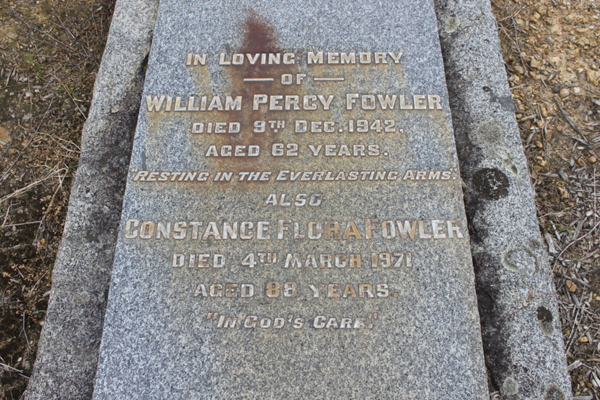 In Loving Memory
— OF —
William Percy Fowler
Died 9th Dec. 1942.
Aged 62 years.
"Resting in the Everlasting Arms."
Also
Constance Flora Fowler
Died 4th March 1971
Aged 88 years.
"In God's Care."